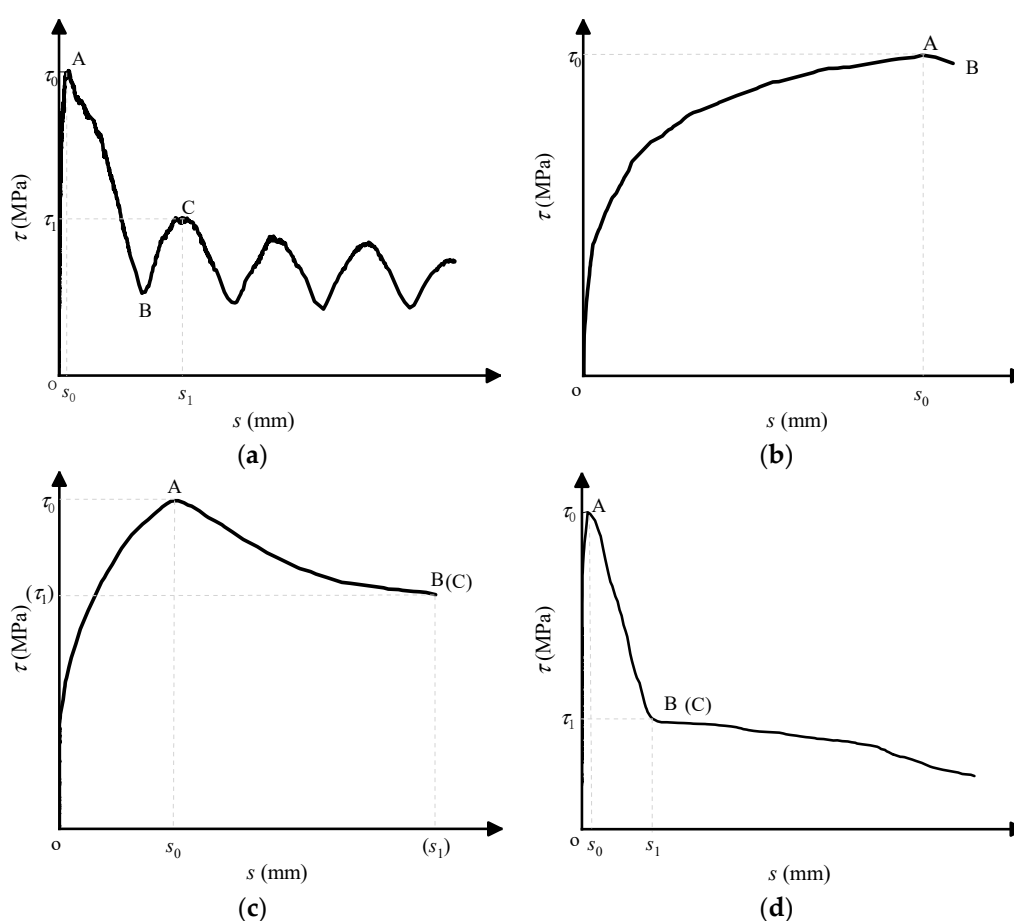 A
τ₀
C
τ₁
B
τ (MPa)
o
s₀
s₁
s (mm)
(a)
A
τ₀
B
τ (MPa)
o
s₀
s (mm)
(b)
A
τ₀
B(C)
(τ₁)
τ (MPa)
o
s₀
(s₁)
s (mm)
(c)
A
τ₀
B (C)
τ₁
τ (MPa)
o
s₀
s₁
s (mm)
(d)